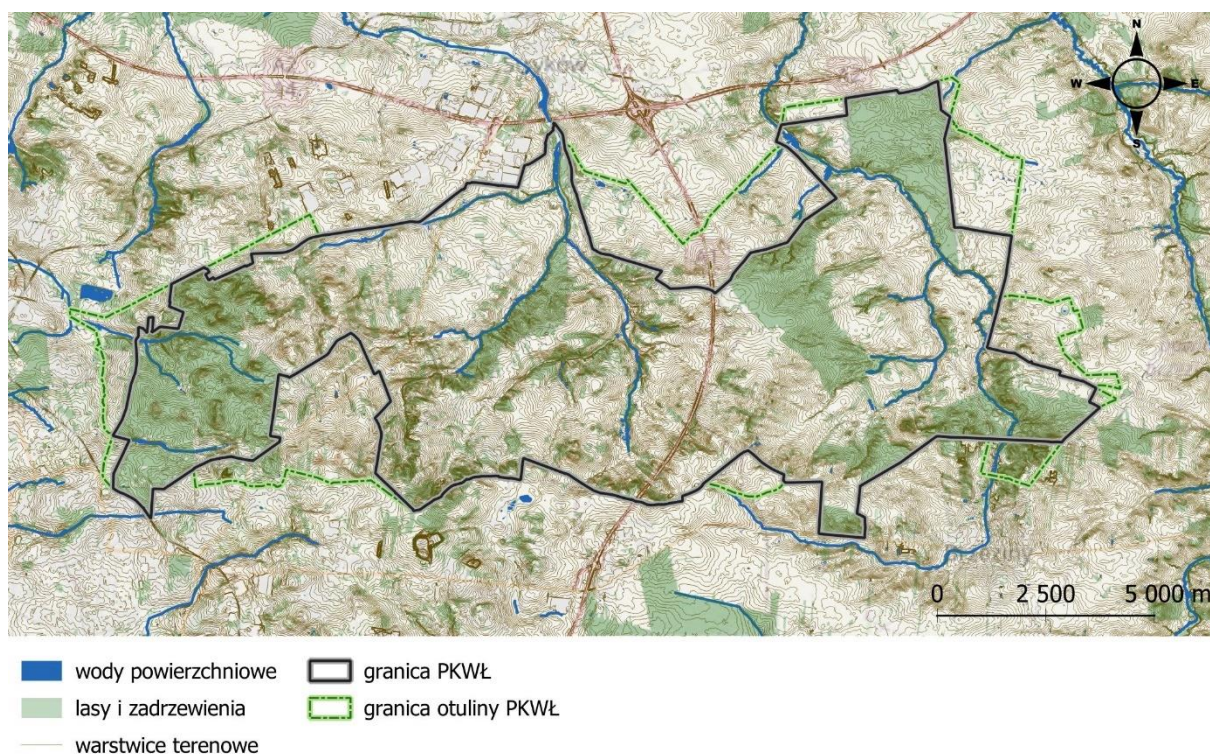 N
W E
S
0 2 500 5 000 m
wody powierzchniowe
granica PKWŁ
lasy i zadrzewienia
granica otuliny PKWŁ
warstwice terenowe